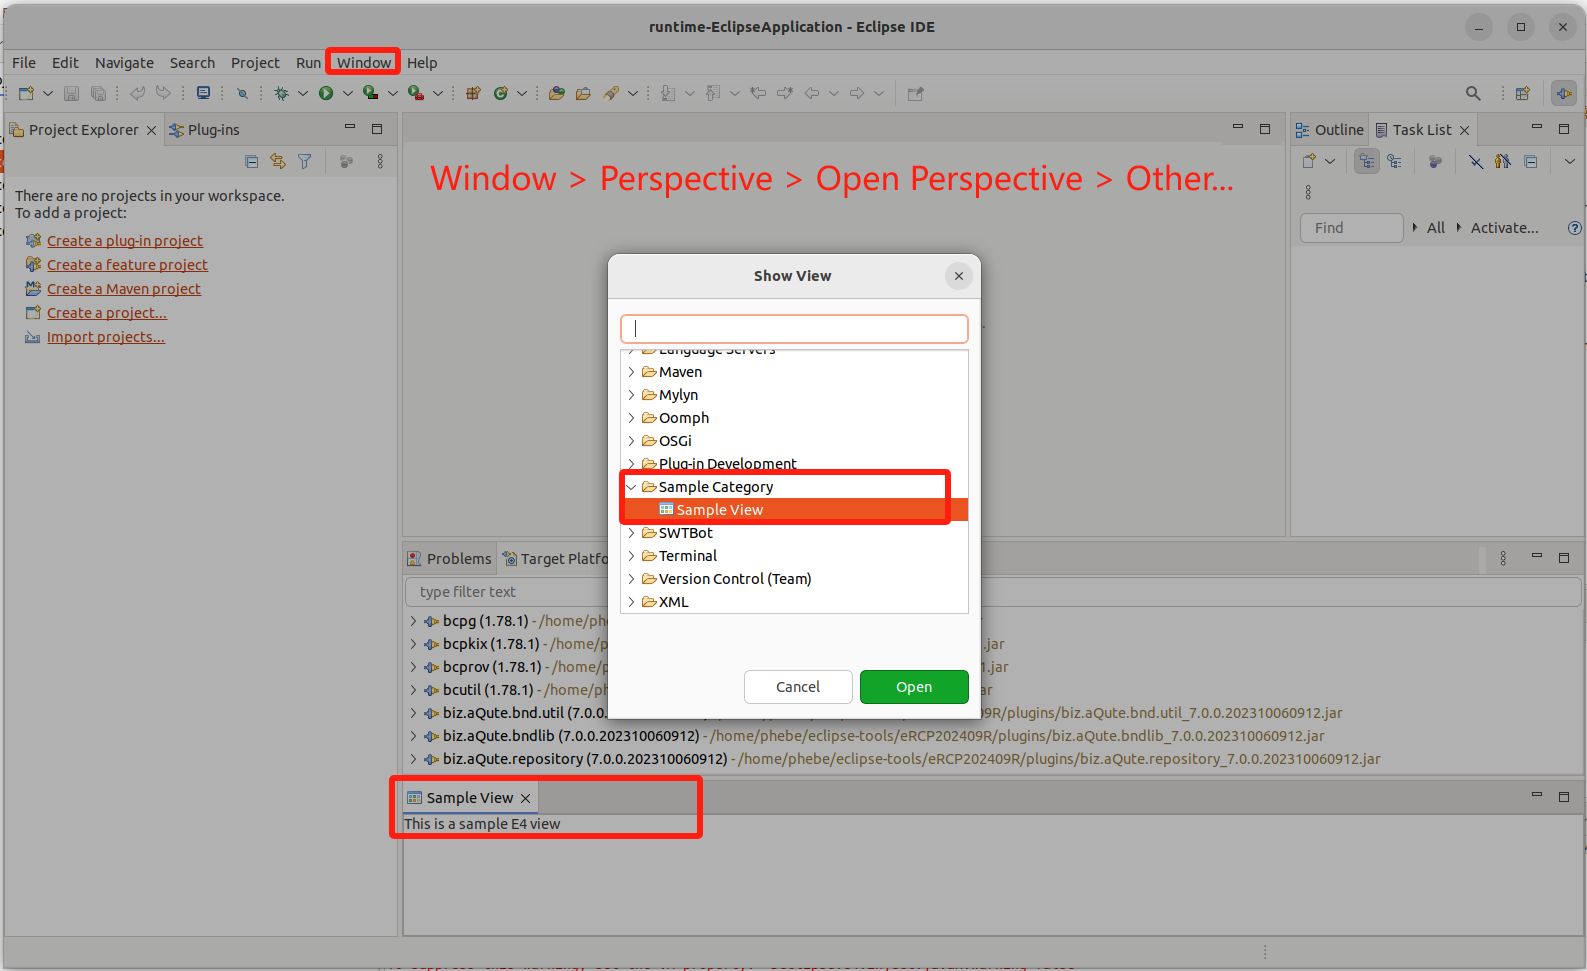 runtime-EclipseApplication - Eclipse IDE
File Edit Navigate Search Project Run Window Help
Project Explorer Plug-ins
There are no projects in your workspace.
To add a project:
Create a plug-in project
Create a feature project
Create a Maven project
Create a project...
Import projects...
Window > Perspective > Open Perspective > Other...
Outline Task List
Find All Activate...
Show View
Language Servers
Maven
Mylyn
Oomph
OSGi
Plug-in Development
Sample Category
Sample View
SWTBot
Terminal
Version Control (Team)
XML
Cancel Open
Problems Target Platfo
type filter text
bcpg (1.78.1) - /home/ph
bcpkix (1.78.1) - /home/p .jar
bcprov (1.78.1) - /home/ 1.jar
bcutil (1.78.1) - /home/ph ar
biz.aQute.bnd.util (7.0.0. 09R/plugins/biz.aQute.bnd.util_7.0.0.202310060912.jar
biz.aQute.bndlib (7.0.0.202310060912) - /home/phebe/eclipse-tools/eRCP202409R/plugins/biz.aQute.bndlib_7.0.0.202310060912.jar
biz.aQute.repository (7.0.0.202310060912) - /home/phebe/eclipse-tools/eRCP202409R/plugins/biz.aQute.repository_7.0.0.202310060912.jar
Sample View
This is a sample E4 view